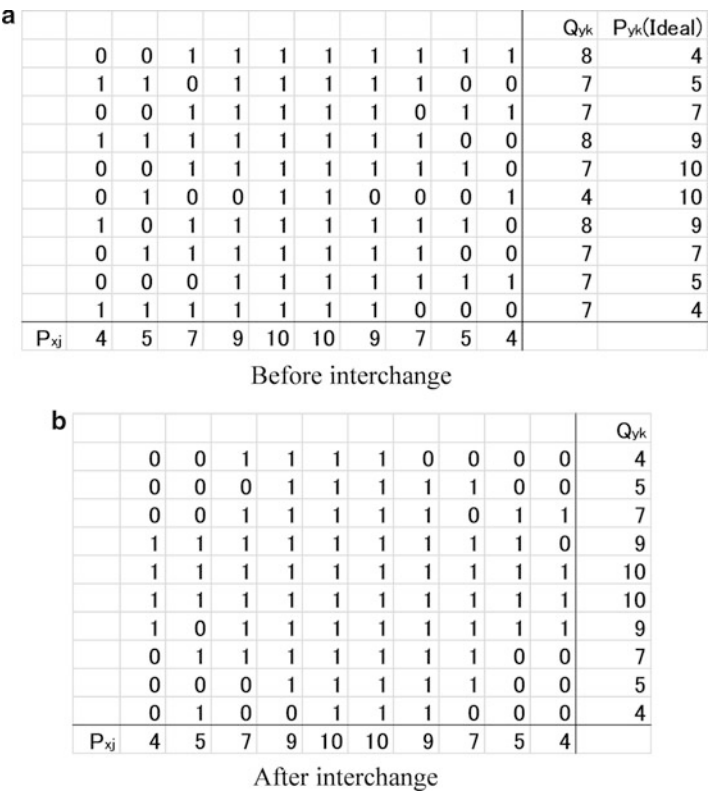 a
Qyk Pyk(Ideal)
0 0 1 1 1 1 1 1 1 1 8 4
1 1 0 1 1 1 1 1 0 0 7 5
0 0 1 1 1 1 1 0 1 1 7 7
1 1 1 1 1 1 1 1 0 0 8 9
0 0 1 1 1 1 1 1 1 0 7 10
0 1 0 0 1 1 0 0 0 1 4 10
1 0 1 1 1 1 1 1 1 0 8 9
0 1 1 1 1 1 1 1 0 0 7 7
0 0 0 1 1 1 1 1 1 1 7 5
1 1 1 1 1 1 1 0 0 0 7 4
Pxj 4 5 7 9 10 10 9 7 5 4
Before interchange
b
Qyk
0 0 1 1 1 1 0 0 0 0 4
0 0 0 1 1 1 1 1 0 0 5
0 0 1 1 1 1 1 0 1 1 7
1 1 1 1 1 1 1 1 1 0 9
1 1 1 1 1 1 1 1 1 1 10
1 1 1 1 1 1 1 1 1 1 10
1 0 1 1 1 1 1 1 1 1 9
0 1 1 1 1 1 1 1 0 0 7
0 0 0 1 1 1 1 1 0 0 5
0 1 0 0 1 1 1 0 0 0 4
Pxj 4 5 7 9 10 10 9 7 5 4
After interchange